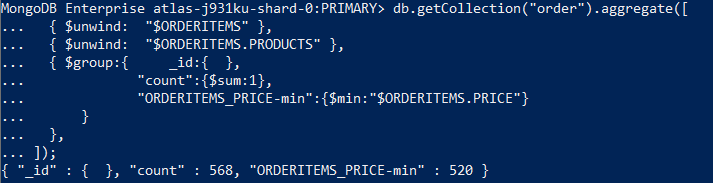 MongoDB Enterprise atlas-j931ku-shard-0:PRIMARY> db.getCollection("order").aggregate([
...   { $unwind:  "$ORDERITEMS" },
...   { $unwind:  "$ORDERITEMS.PRODUCTS" },
...   { $group:{     _id:{  },
...             "count":{$sum:1},
...             "ORDERITEMS_PRICE-min":{$min:"$ORDERITEMS.PRICE"}
...       }
...   },
... ]);
{ "_id" : {  }, "count" : 568, "ORDERITEMS_PRICE-min" : 520 }